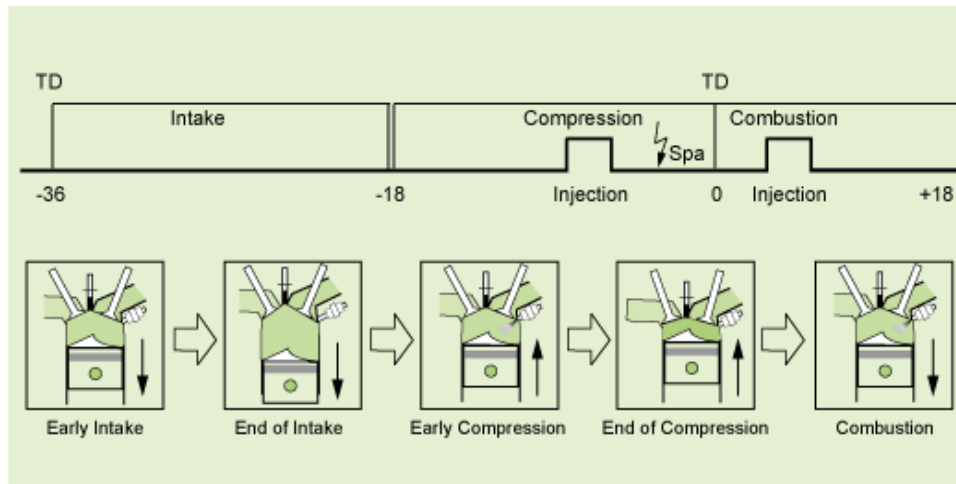 TD TD
Intake Compression Combustion
Spa
-36 -18 Injection 0 Injection +18
Early Intake End of Intake Early Compression End of Compression Combustion